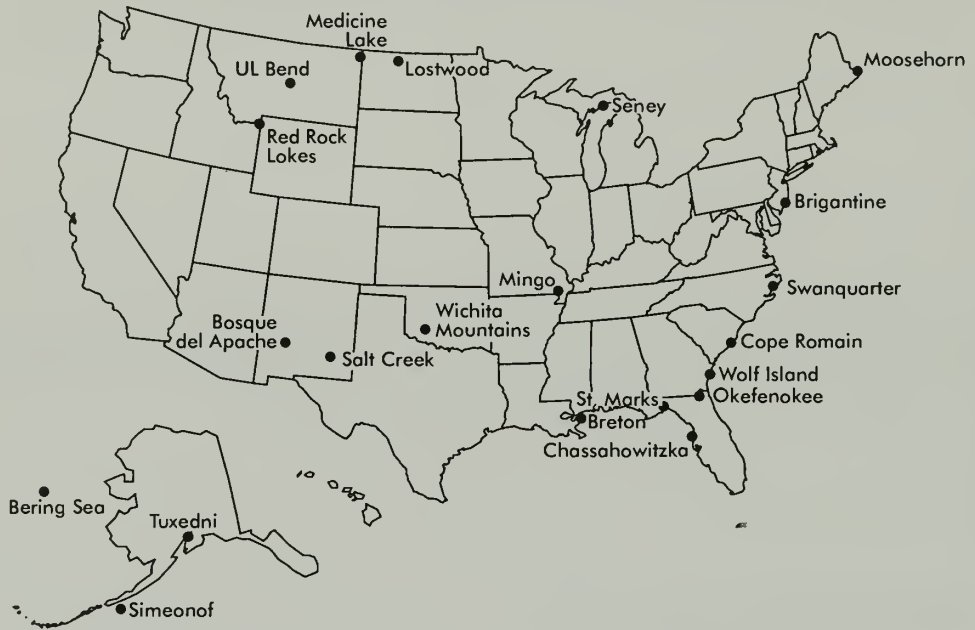 Medicine
Lake
Moosehorn
UL Bend
Lostwood
Seney
Red Rock
Lokes
Brigantine
Mingo
Swanquarter
Wichita
Mountains
Bosque
del Apache
Salt Creek
Cope Romain
Wolf Island
St. Marks
Okefenokee
Breton
Chassahowitzka
Bering Sea
Tuxedni
Simeonof